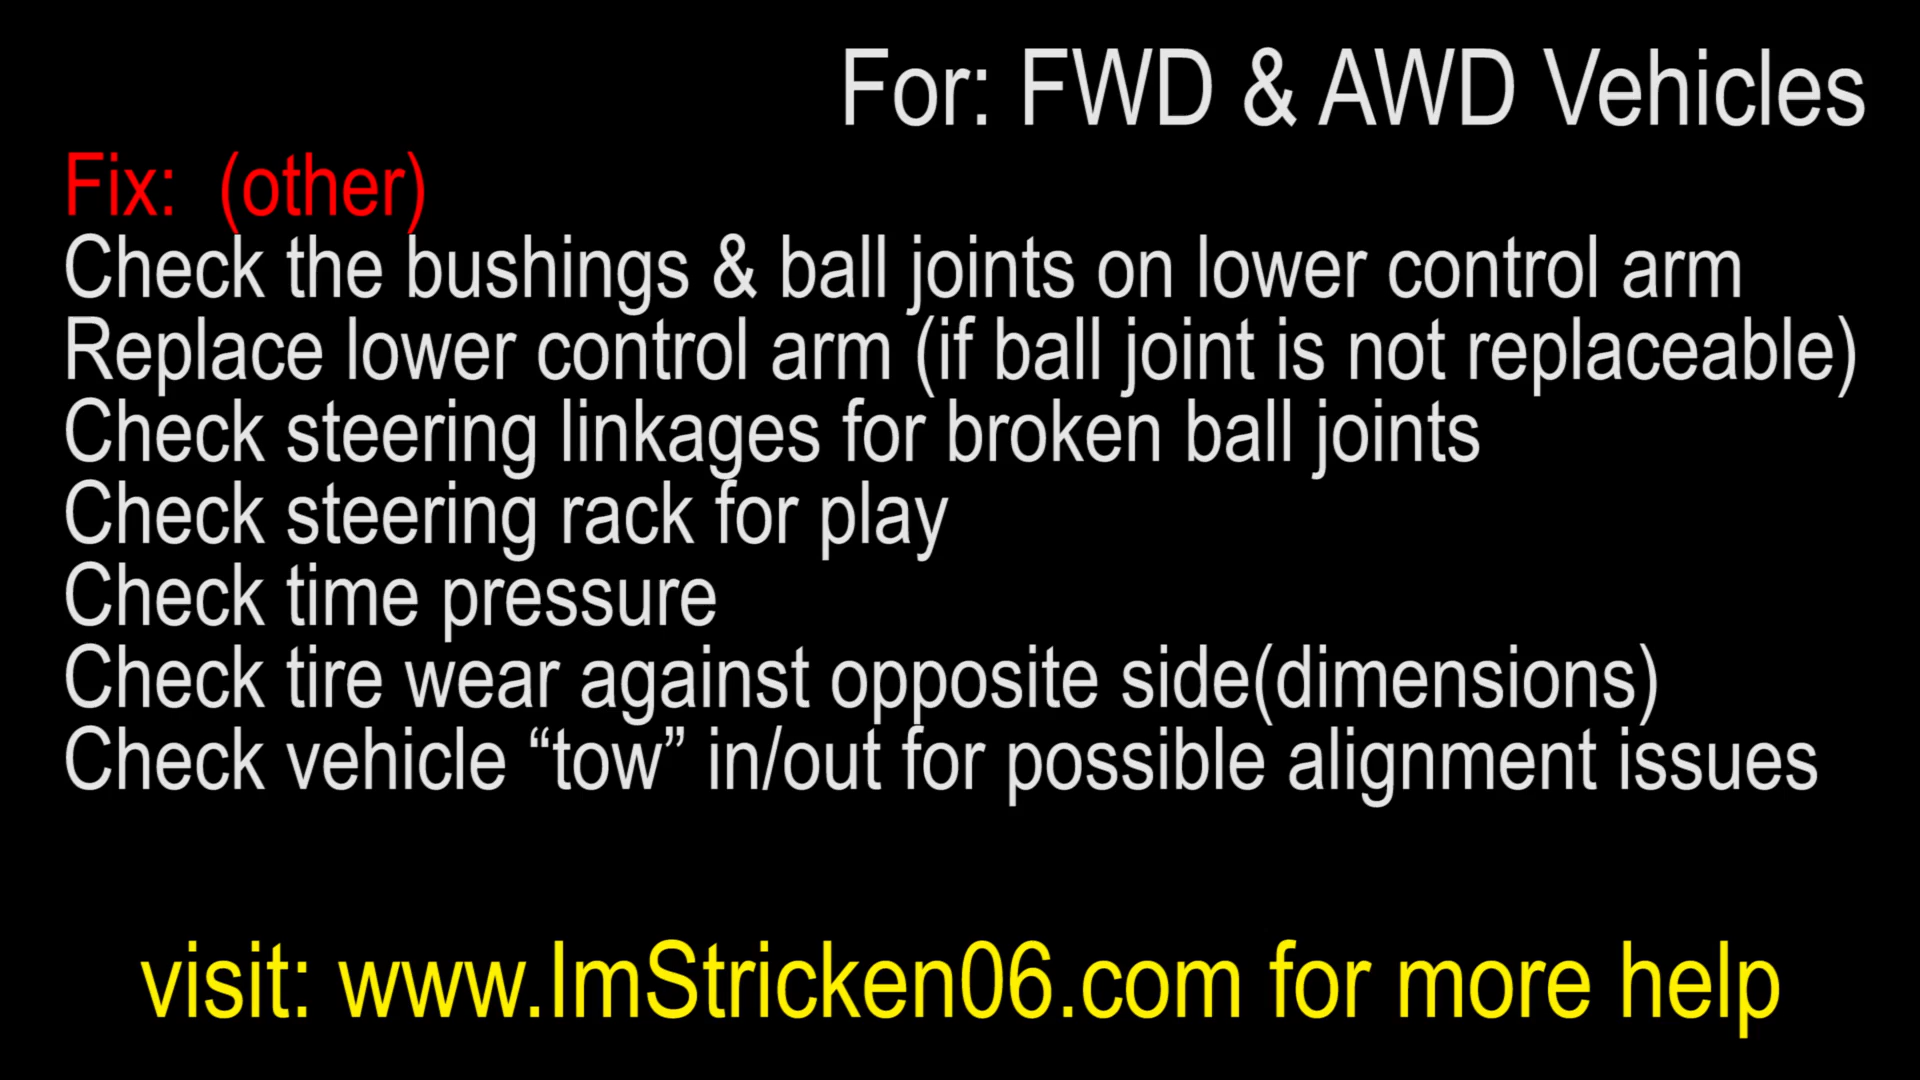 For: FWD & AWD Vehicles
Fix:  (other)
Check the bushings & ball joints on lower control arm
Replace lower control arm (if ball joint is not replaceable)
Check steering linkages for broken ball joints
Check steering rack for play
Check time pressure
Check tire wear against opposite side(dimensions)
Check vehicle “tow” in/out for possible alignment issues
visit: www.ImStricken06.com for more help